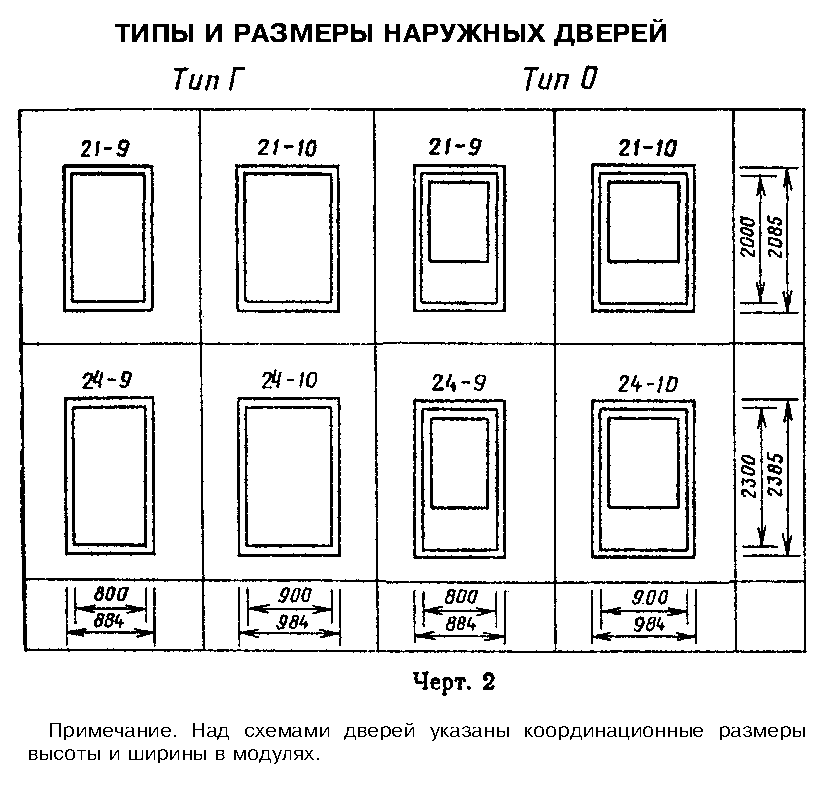 ТИПЫ И РАЗМЕРЫ НАРУЖНЫХ ДВЕРЕЙ
Тип Г Тип О
21-9 21-10 21-9 21-10
2000 2085
24-9 24-10 24-9 24-10
2300 2385
800 900 800 900
884 984 884 984
Черт. 2
Примечание. Над схемами дверей указаны координационные размеры
высоты и ширины в модулях.